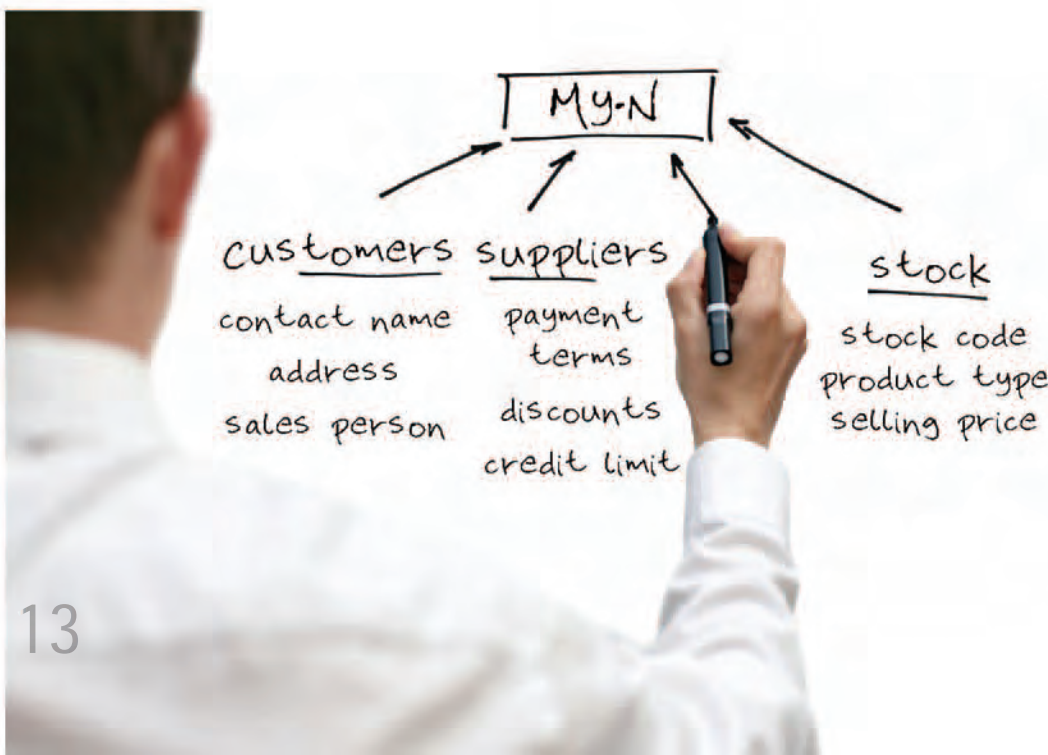 My-N
customers
contact name
address
sales person
suppliers
payment
terms
discounts
credit limit
stock
stock code
product type
selling price
13